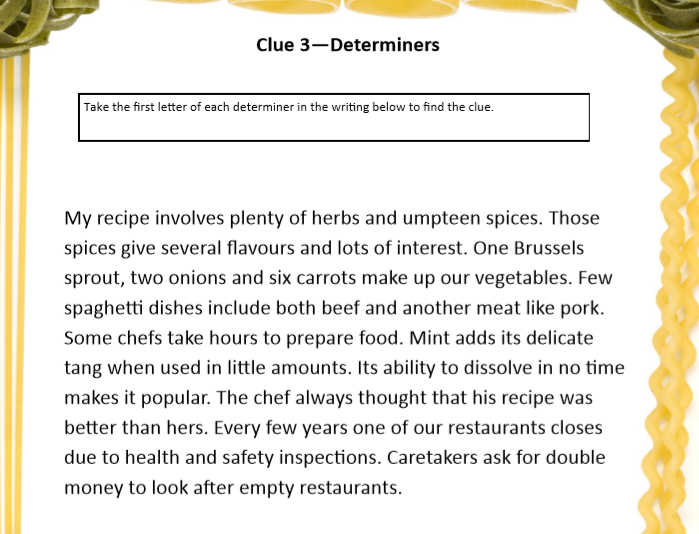 Clue 3—Determiners
Take the first letter of each determiner in the writing below to find the clue.
My recipe involves plenty of herbs and umpteen spices. Those
spices give several flavours and lots of interest. One Brussels
sprout, two onions and six carrots make up our vegetables. Few
spaghetti dishes include both beef and another meat like pork.
Some chefs take hours to prepare food. Mint adds its delicate
tang when used in little amounts. Its ability to dissolve in no time
makes it popular. The chef always thought that his recipe was
better than hers. Every few years one of our restaurants closes
due to health and safety inspections. Caretakers ask for double
money to look after empty restaurants.